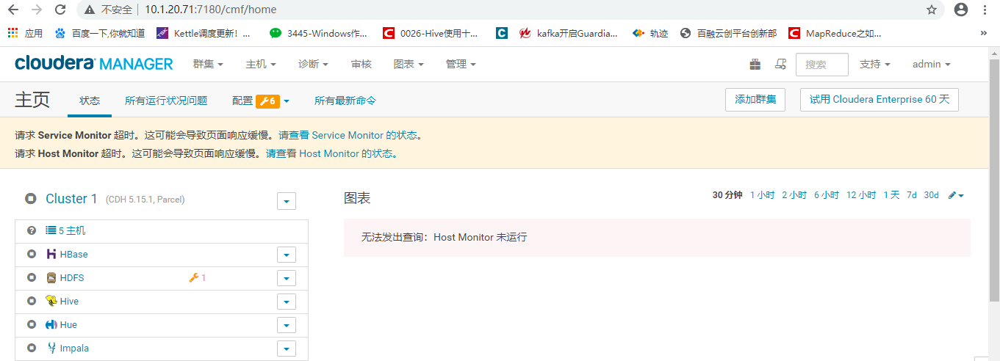 不安全 10.1.20.71:7180/cmf/home
应用 百度一下,你就知道 Kettle调度更新！... 3445-Windows作... 0026-Hive使用十... kafka开启Guardia... 轨迹 百融云创平台创新部 MapReduce之如... »
cloudera MANAGER 群集 主机 诊断 审核 图表 管理 搜索 支持 admin
主页 状态 所有运行状况问题 配置 6 所有最新命令 添加群集 试用 Cloudera Enterprise 60 天
请求 Service Monitor 超时。这可能会导致页面响应缓慢。请查看 Service Monitor 的状态。
请求 Host Monitor 超时。这可能会导致页面响应缓慢。请查看 Host Monitor 的状态。
Cluster 1 (CDH 5.15.1, Parcel)
图表 30 分钟 1 小时 2 小时 6 小时 12 小时 1 天 7d 30d
5 主机
无法发出查询：Host Monitor 未运行
HBase
HDFS 1
Hive
Hue
Impala